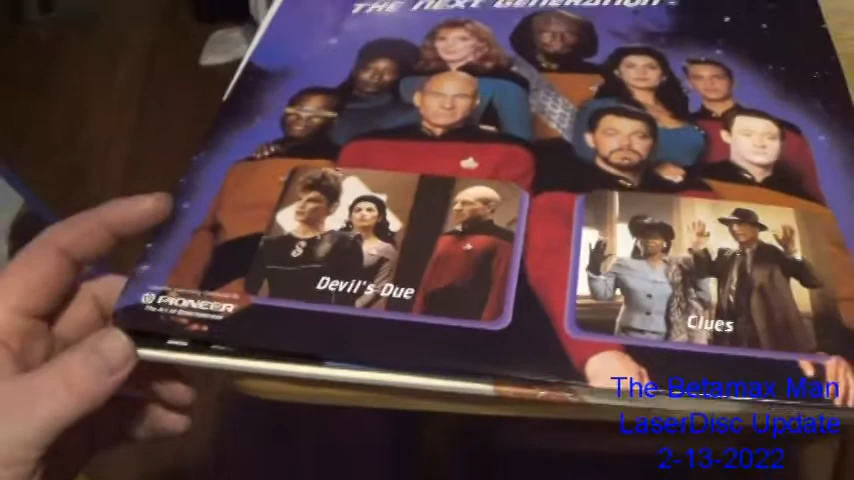 THE NEXT GENERATION
Devil's Due
Clues
PIONEER
The Art of Entertainment
The Betamax Man
LaserDisc Update
2-13-2022